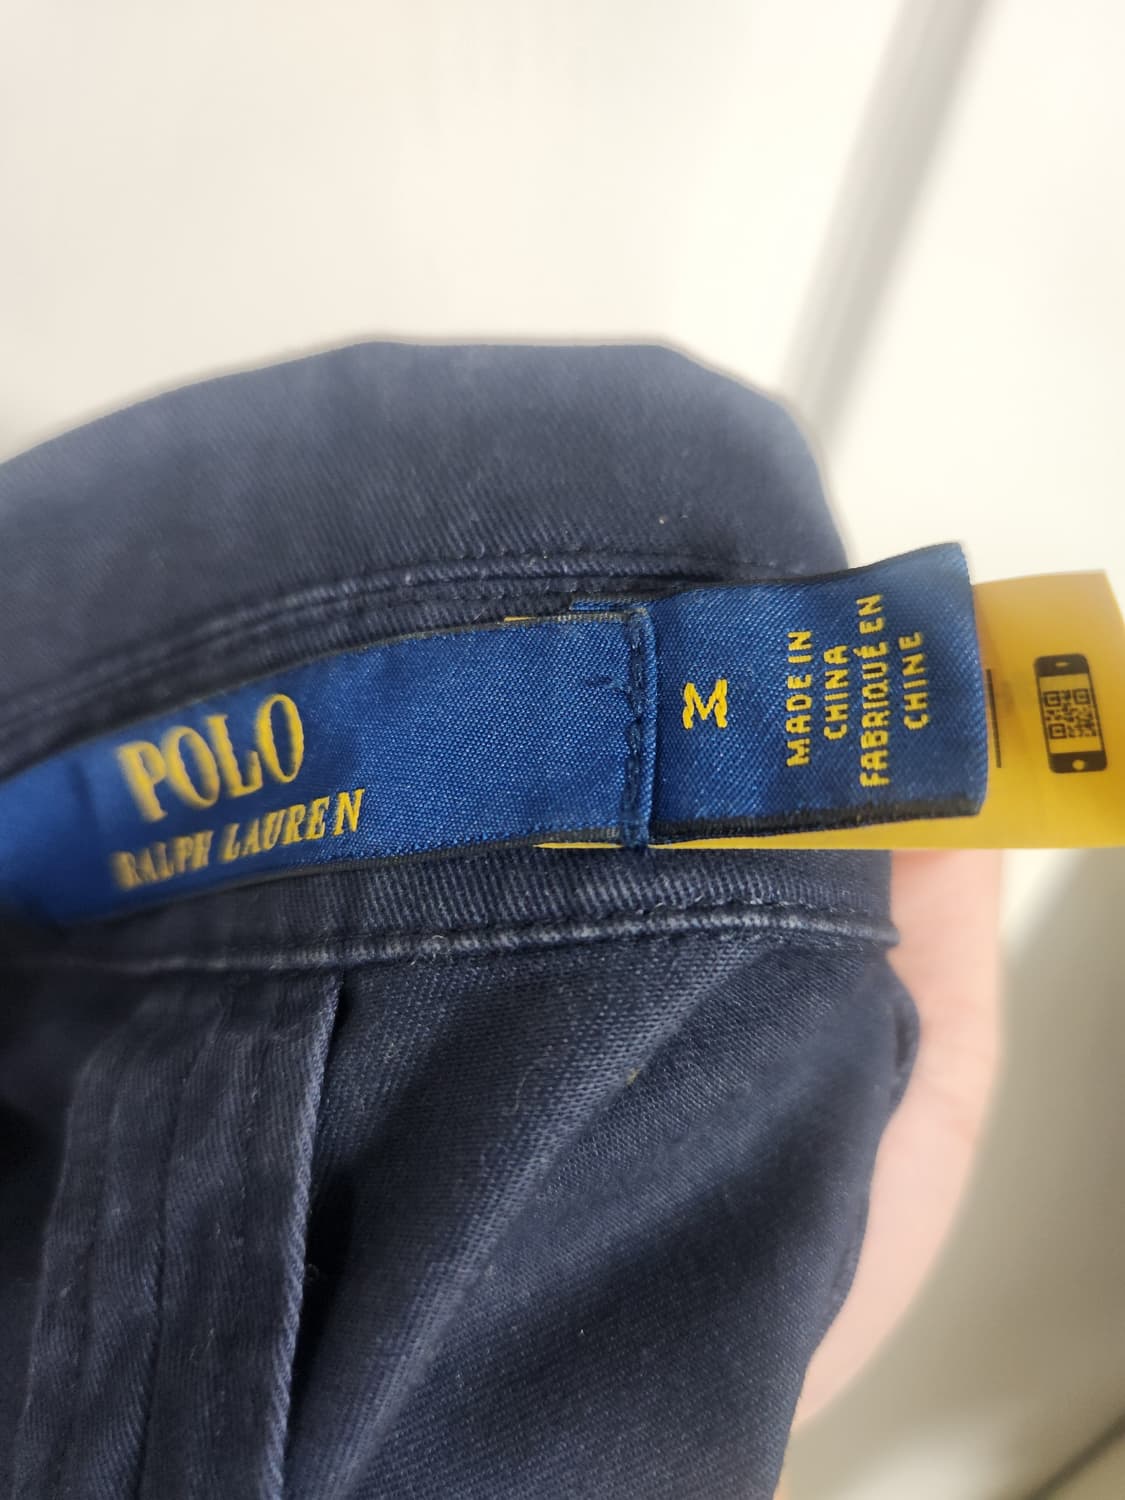 POLO
RALPH LAUREN
M
MADE IN
CHINA
FABRIQUÉ EN
CHINE